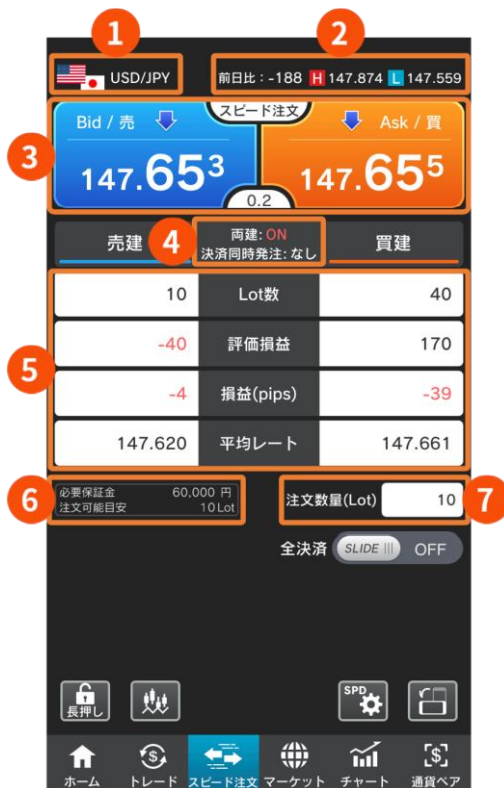 1
2
USD/JPY
前日比：-188 H 147.874 L 147.559
3
スピード注文
Bid / 売
Ask / 買
147.653
147.655
0.2
売建
4
両建: ON
決済同時発注: なし
買建
5
10 Lot数 40
-40 評価損益 170
-4 損益(pips) -39
147.620 平均レート 147.661
6
必要保証金 60,000 円
注文可能目安 10Lot
注文数量(Lot) 10
7
全決済 SLIDE OFF
長押し
SPD
ホーム トレード スピード注文 マーケット チャート 通貨ペア